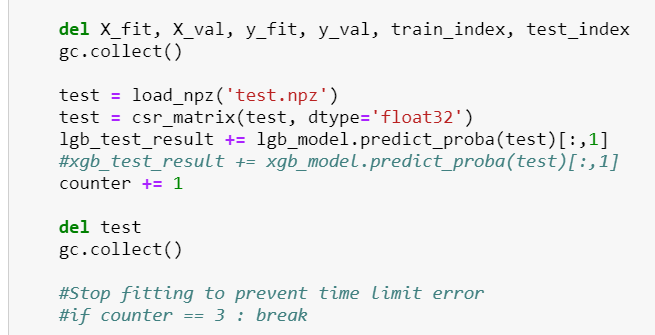 del X_fit, X_val, y_fit, y_val, train_index, test_index
gc.collect()
test = load_npz('test.npz')
test = csr_matrix(test, dtype='float32')
lgb_test_result += lgb_model.predict_proba(test)[:,1]
#xgb_test_result += xgb_model.predict_proba(test)[:,1]
counter += 1
del test
gc.collect()
#Stop fitting to prevent time limit error
#if counter == 3 : break